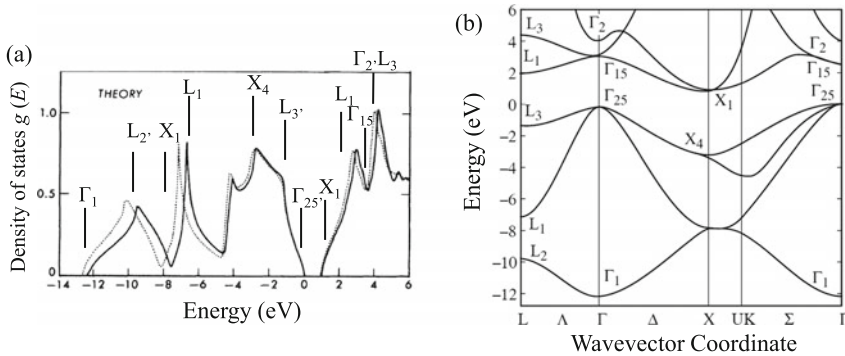 (a)
THEORY
Γ₂'L₃
X₄
L₁
L₃'
L₁
L₂'
X₁
Γ₁₅
Γ₁
Γ₂₅'
X₁
1.0
0.5
0
Density of states g (E)
−14 −12 −10 −8 −6 −4 −2 0 2 4 6
Energy (eV)
(b)
6
4
2
0
−2
−4
−6
−8
−10
−12
Energy (eV)
L₃
Γ₂
L₁
Γ₁₅
X₁
Γ₂
Γ₁₅
Γ₂₅
Γ₂₅
L₃
X₄
L₁
L₂
Γ₁
Γ₁
L Λ Γ Δ X UK Σ Γ
Wavevector Coordinate